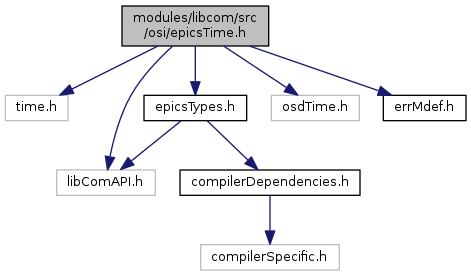 modules/libcom/src
/osi/epicsTime.h
time.h
epicsTypes.h
osdTime.h
errMdef.h
libComAPI.h
compilerDependencies.h
compilerSpecific.h